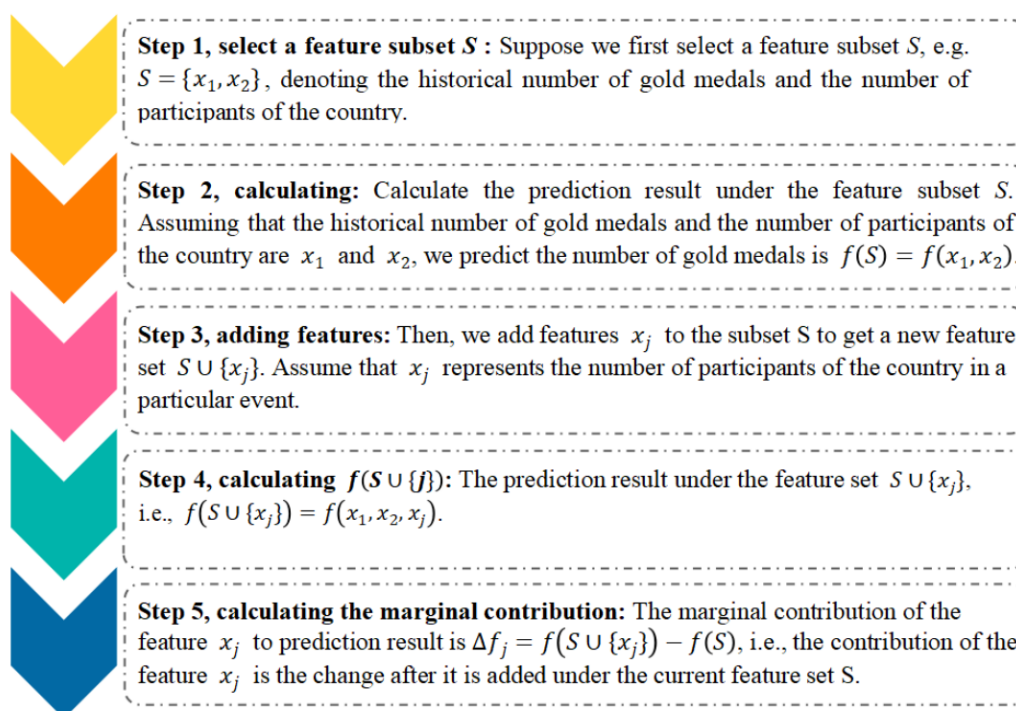 Step 1, select a feature subset S : Suppose we first select a feature subset S, e.g.
S = {x₁, x₂}, denoting the historical number of gold medals and the number of
participants of the country.
Step 2, calculating: Calculate the prediction result under the feature subset S.
Assuming that the historical number of gold medals and the number of participants of
the country are x₁ and x₂, we predict the number of gold medals is f(S) = f(x₁, x₂).
Step 3, adding features: Then, we add features xⱼ to the subset S to get a new feature
set S ∪ {xⱼ}. Assume that xⱼ represents the number of participants of the country in a
particular event.
Step 4, calculating f(S ∪ {j}): The prediction result under the feature set S ∪ {xⱼ},
i.e., f(S ∪ {xⱼ}) = f(x₁, x₂, xⱼ).
Step 5, calculating the marginal contribution: The marginal contribution of the
feature xⱼ to prediction result is Δfⱼ = f(S ∪ {xⱼ}) − f(S), i.e., the contribution of the
feature xⱼ is the change after it is added under the current feature set S.